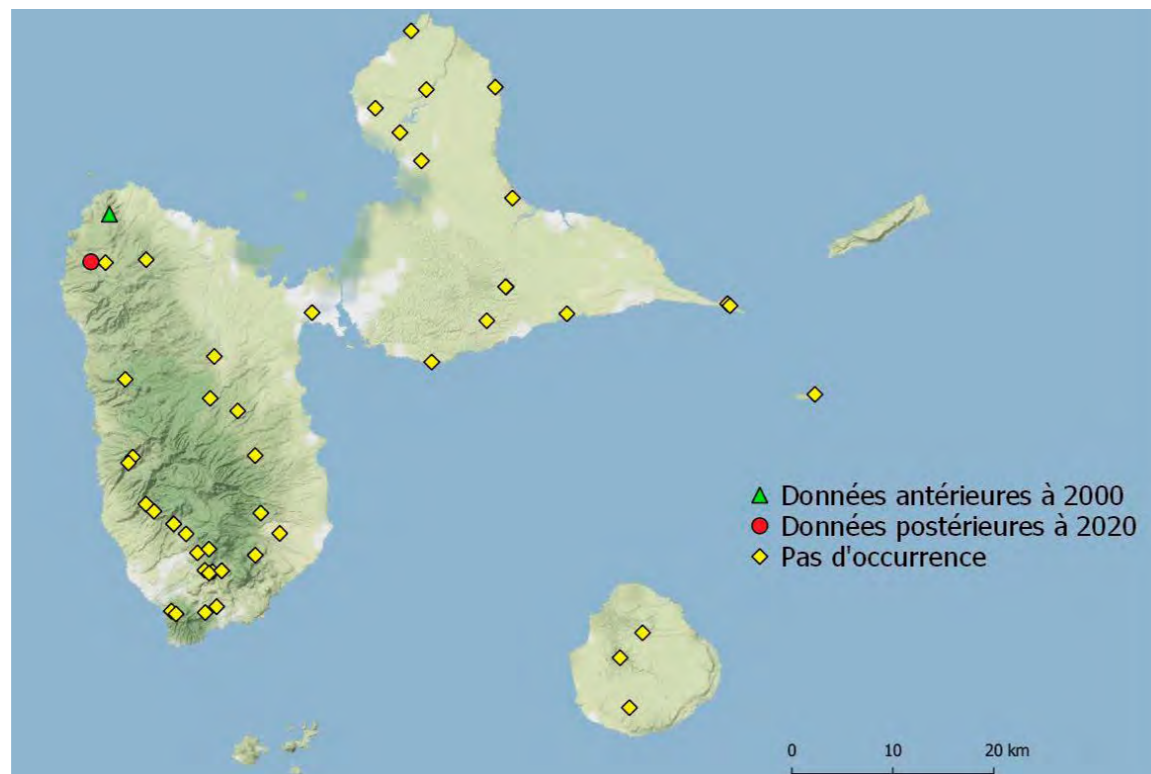 Données antérieures à 2000
Données postérieures à 2020
Pas d'occurrence
0 10 20 km